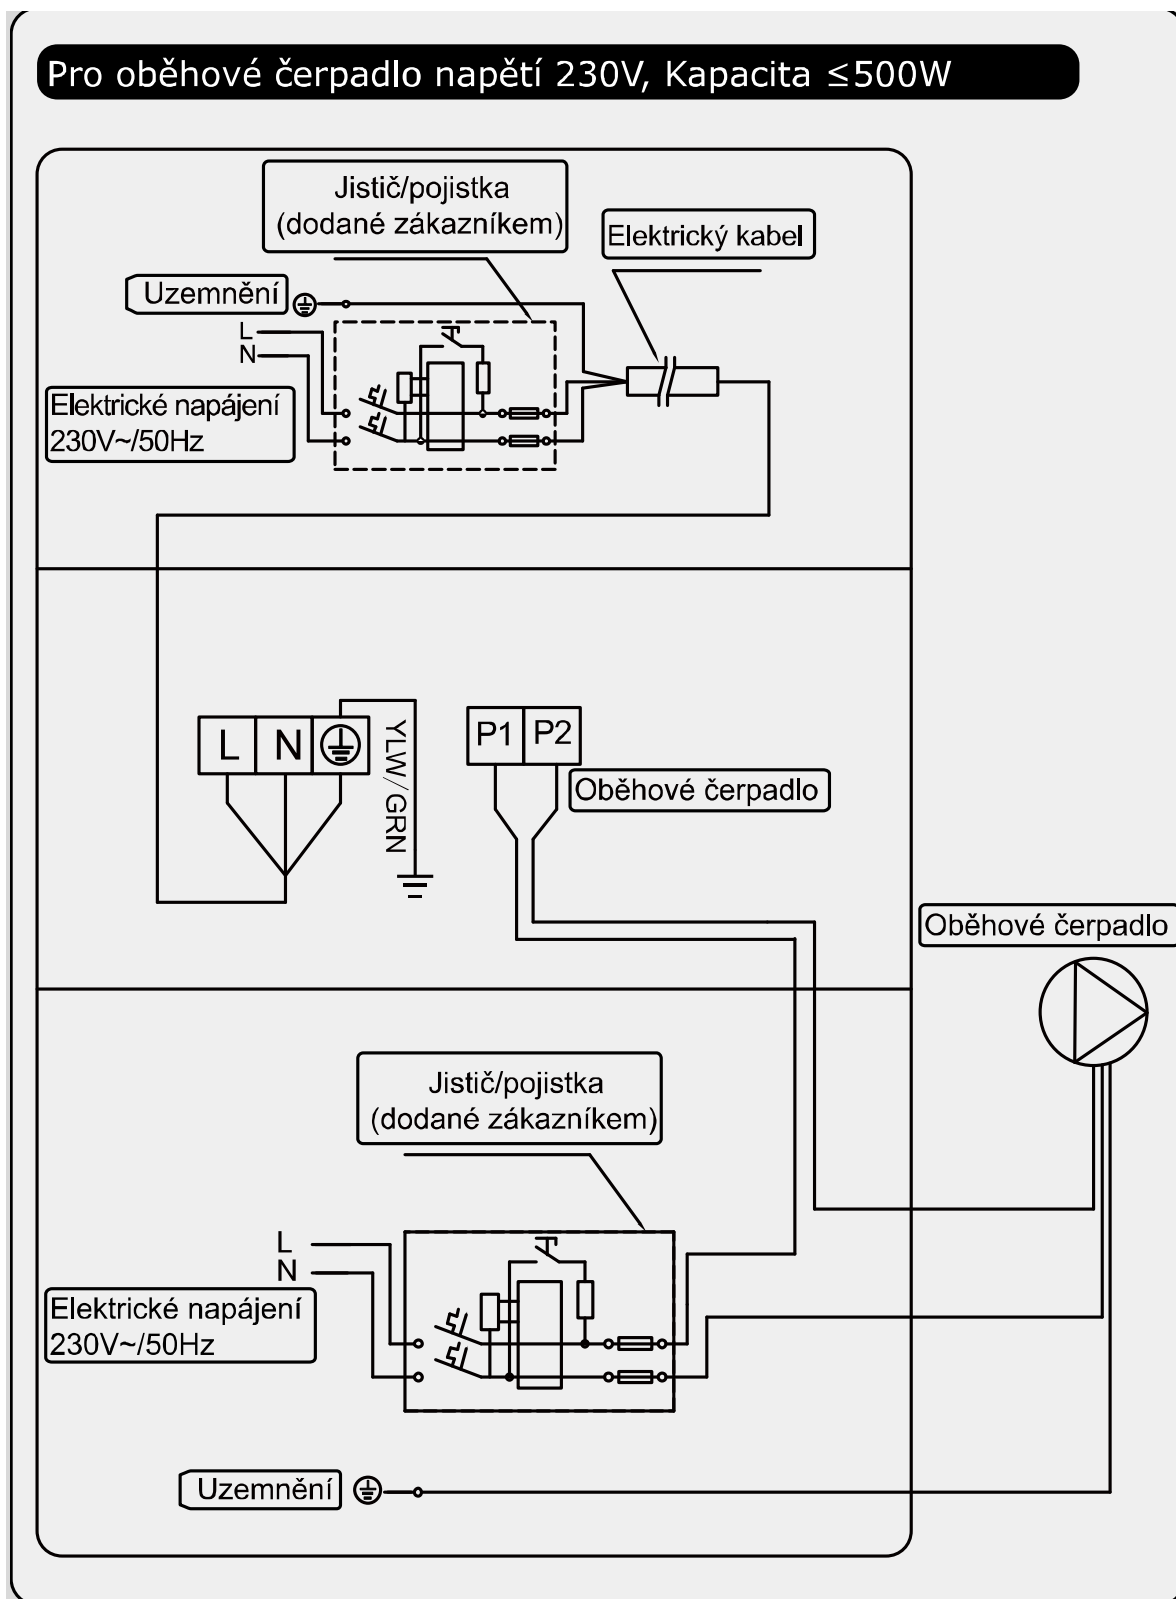 Pro oběhové čerpadlo napětí 230V, Kapacita ≤500W
Jistič/pojistka
(dodané zákazníkem)
Elektrický kabel
Uzemnění
L
N
Elektrické napájení
230V~/50Hz
L N
YLW/GRN
P1 P2
Oběhové čerpadlo
Oběhové čerpadlo
Jistič/pojistka
(dodané zákazníkem)
L
N
Elektrické napájení
230V~/50Hz
Uzemnění